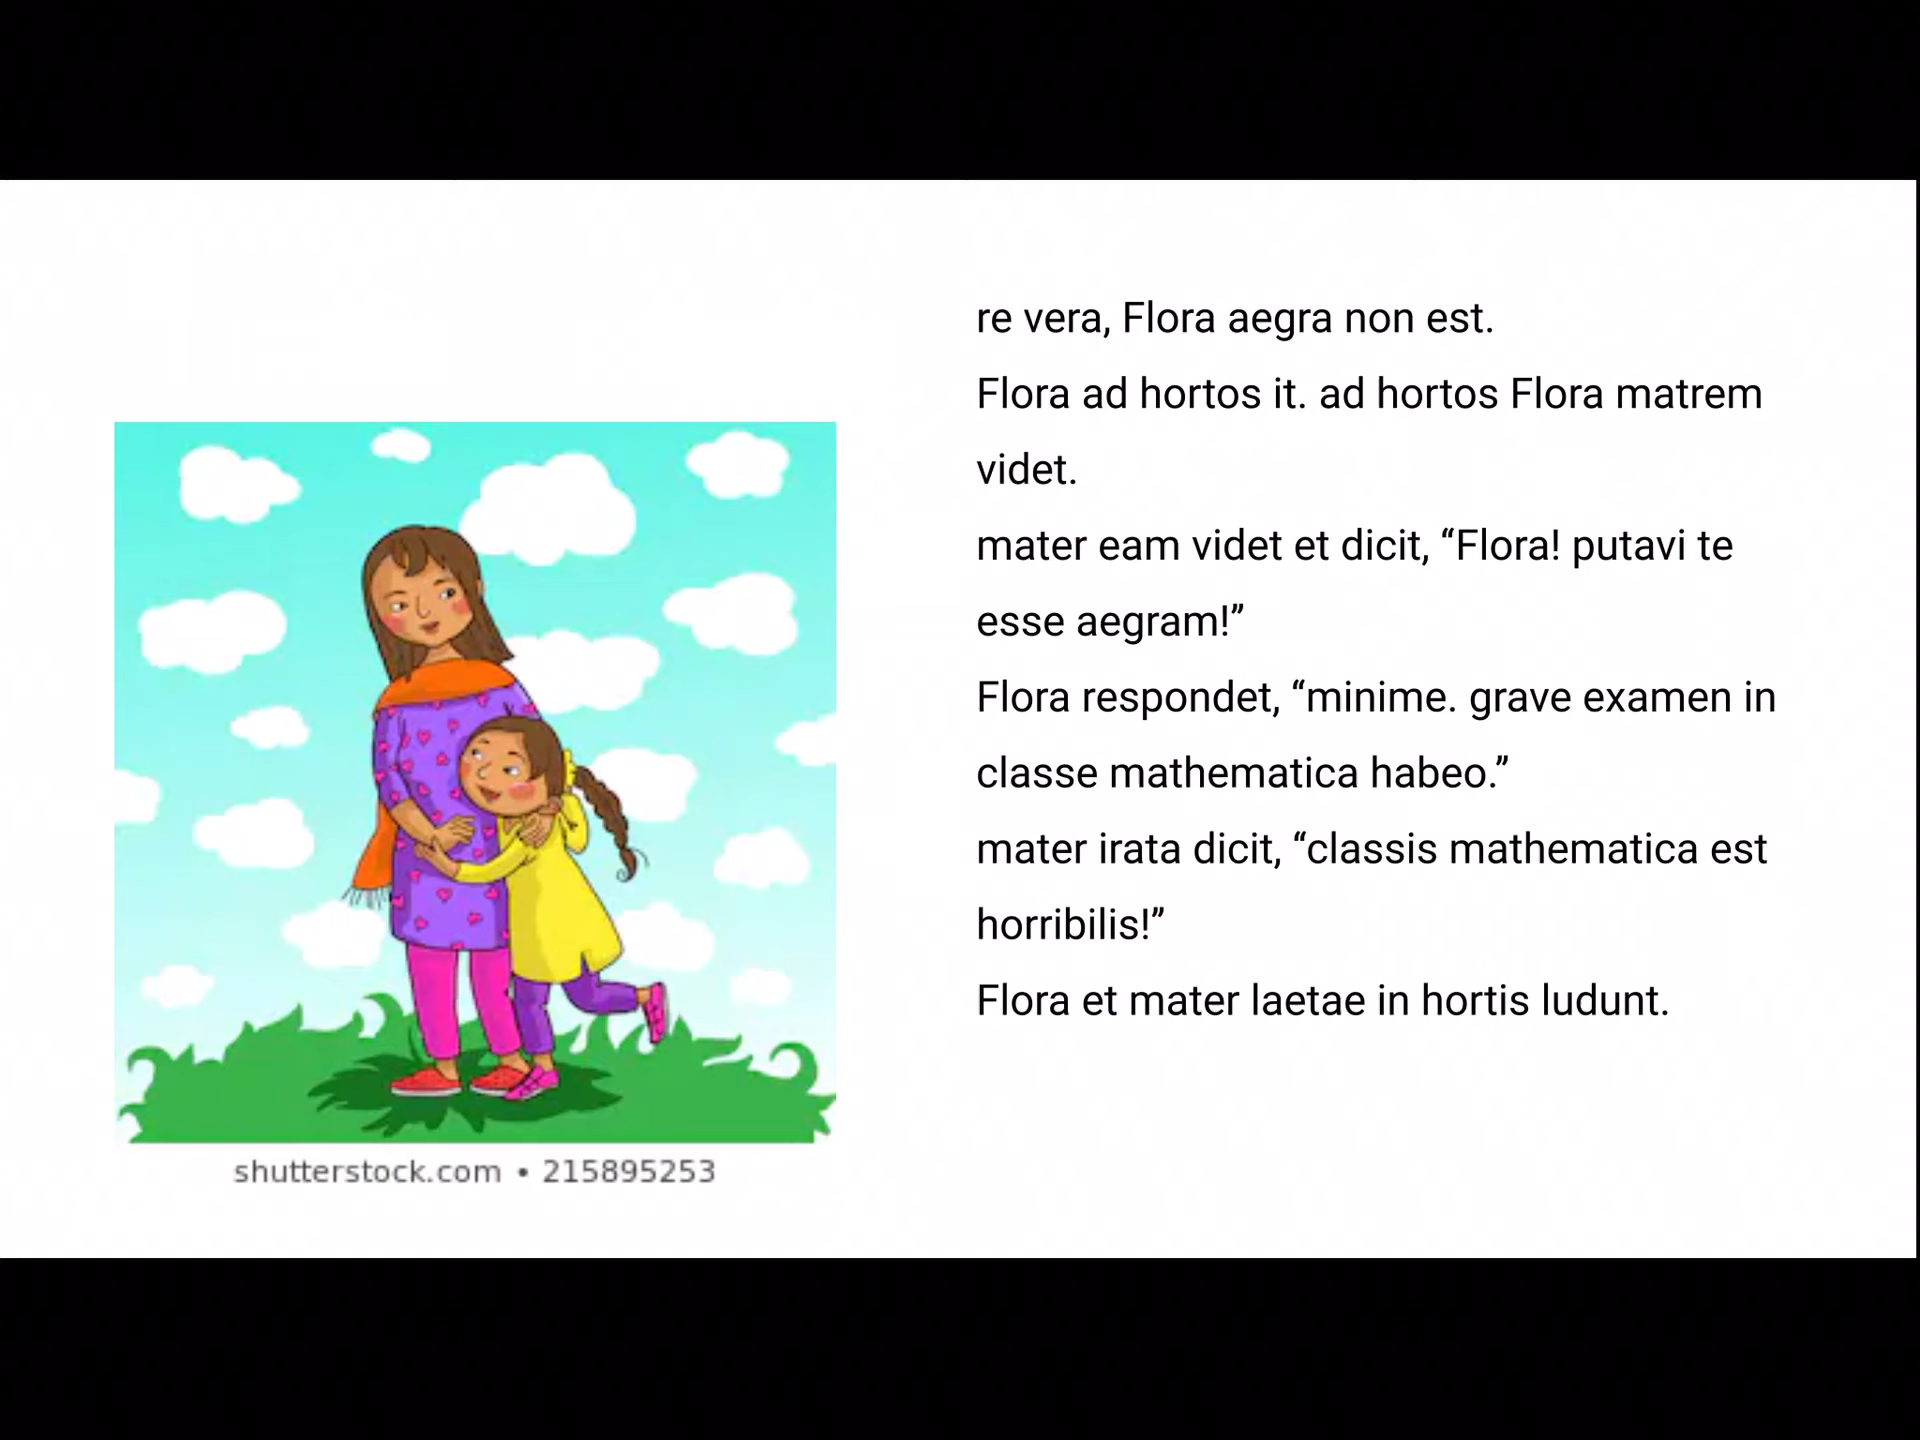 re vera, Flora aegra non est.
Flora ad hortos it. ad hortos Flora matrem
videt.
mater eam videt et dicit, “Flora! putavi te
esse aegram!”
Flora respondet, “minime. grave examen in
classe mathematica habeo.”
mater irata dicit, “classis mathematica est
horribilis!”
Flora et mater laetae in hortis ludunt.
shutterstock.com • 215895253